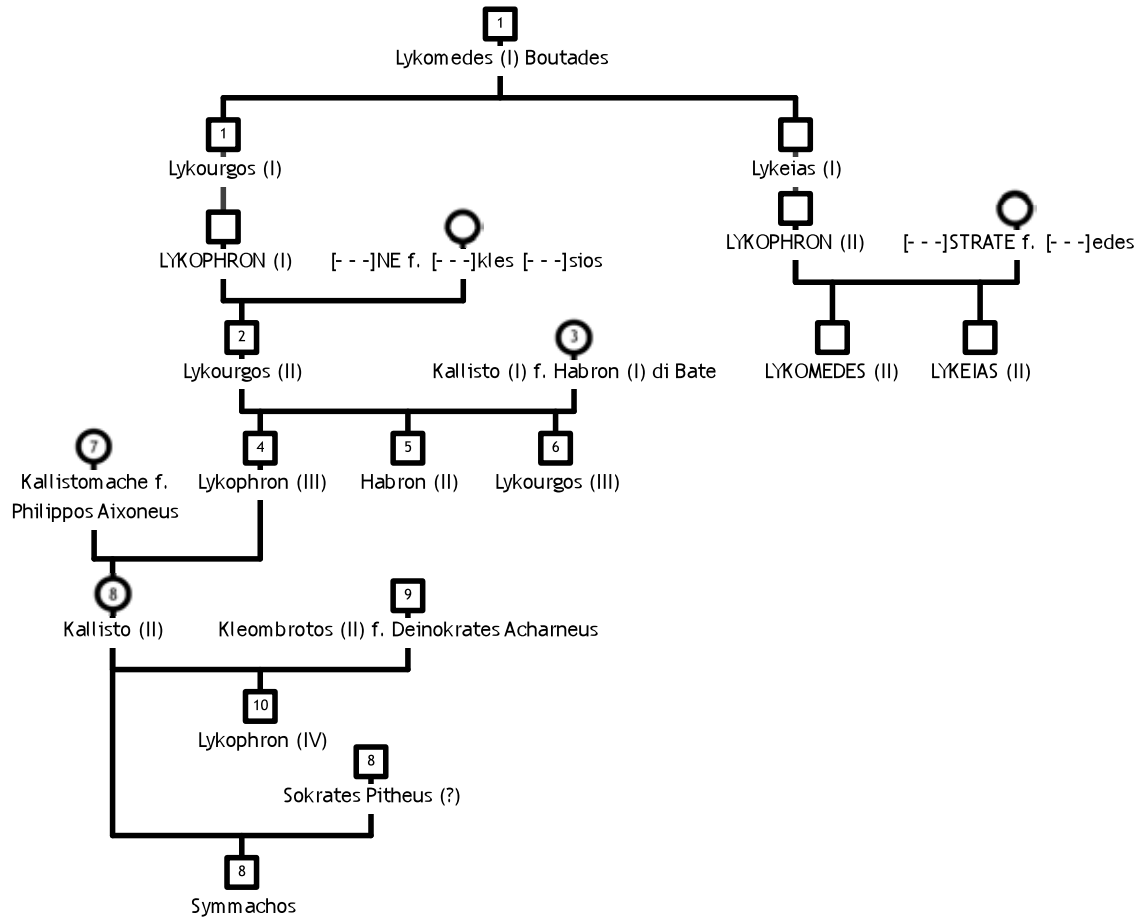 1
Lykomedes (I) Boutades
1
Lykourgos (I)
Lykeias (I)
LYKOPHRON (I)
[- - -]NE f. [- - -]kles [- - -]sios
LYKOPHRON (II)
[- - -]STRATE f. [- - -]edes
2
Lykourgos (II)
3
Kallisto (I) f. Habron (I) di Bate
LYKOMEDES (II)
LYKEIAS (II)
7
Kallistomache f.
Philippos Aixoneus
4
Lykophron (III)
5
Habron (II)
6
Lykourgos (III)
8
Kallisto (II)
9
Kleombrotos (II) f. Deinokrates Acharneus
10
Lykophron (IV)
8
Sokrates Pitheus (?)
8
Symmachos